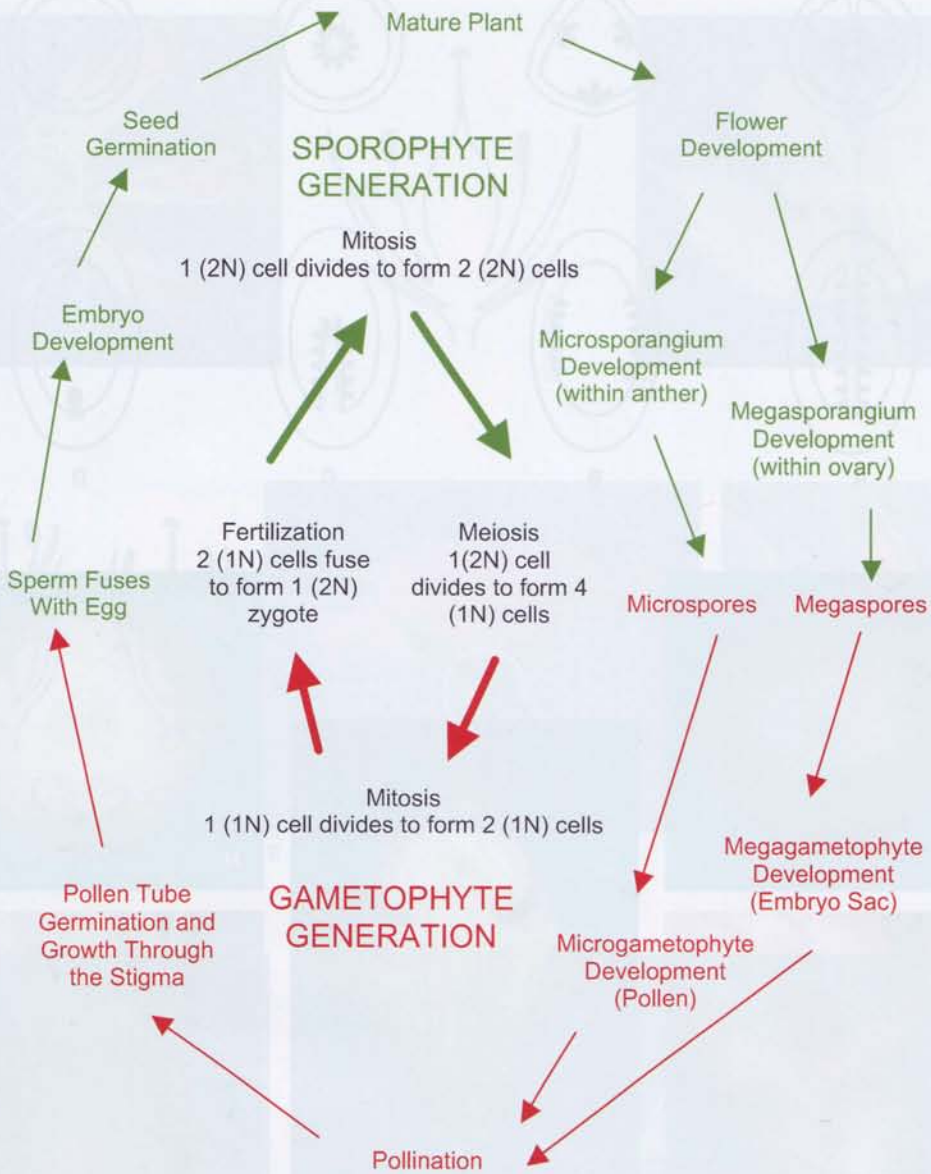 Mature Plant
Seed
Germination
SPOROPHYTE
GENERATION
Flower
Development
Mitosis
1 (2N) cell divides to form 2 (2N) cells
Embryo
Development
Microsporangium
Development
(within anther)
Megasporangium
Development
(within ovary)
Fertilization
2 (1N) cells fuse
to form 1 (2N)
zygote
Meiosis
1(2N) cell
divides to form 4
(1N) cells
Sperm Fuses
With Egg
Microspores
Megaspores
Mitosis
1 (1N) cell divides to form 2 (1N) cells
Pollen Tube
Germination and
Growth Through
the Stigma
GAMETOPHYTE
GENERATION
Microgametophyte
Development
(Pollen)
Megagametophyte
Development
(Embryo Sac)
Pollination